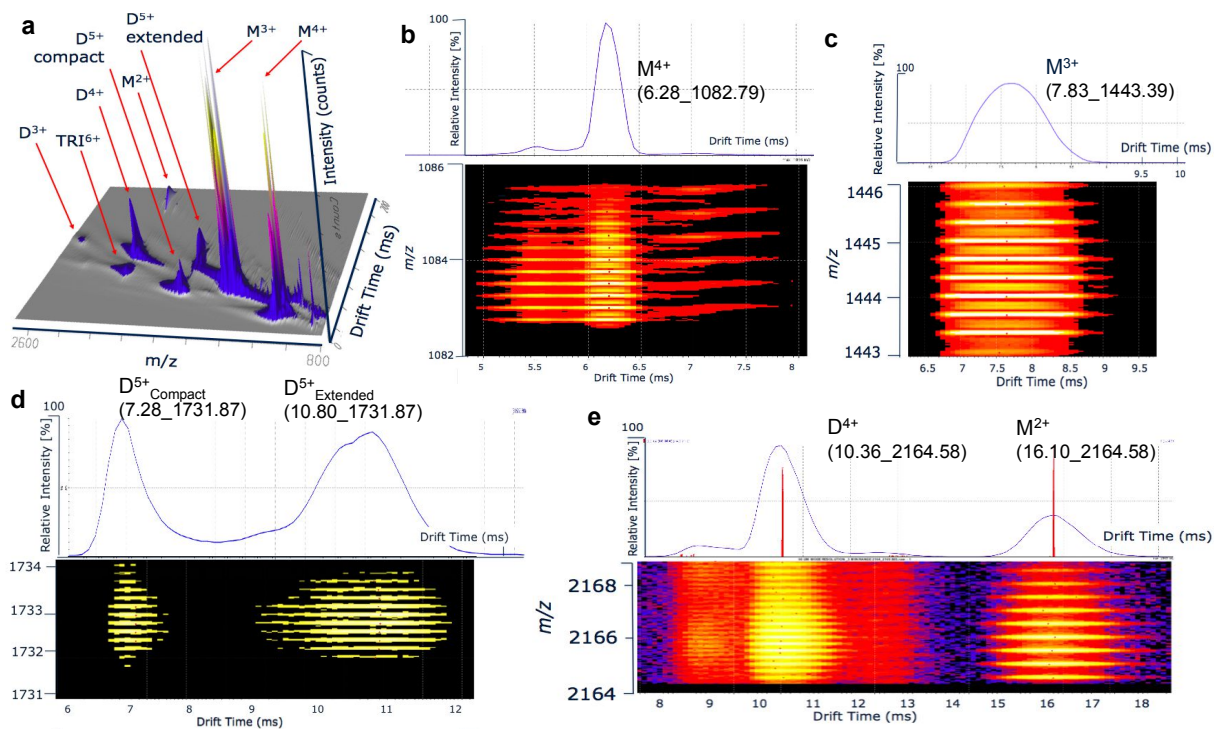 a
D5+
extended
D5+
compact
M3+
M4+
M2+
D4+
D3+
TRI6+
Intensity (counts)
Drift Time (ms)
0
2600
m/z
800
b
Relative Intensity [%]
100
M4+
(6.28_1082.79)
Drift Time (ms)
m/z
1086
1084
1082
5
5.5
6
6.5
7
7.5
8
Drift Time (ms)
c
Relative Intensity [%]
100
M3+
(7.83_1443.39)
Drift Time (ms)
9.5
10
m/z
1446
1445
1444
1443
6.5
7
7.5
8
8.5
9
9.5
Drift Time (ms)
d
Relative Intensity [%]
100
D5+Compact
(7.28_1731.87)
D5+Extended
(10.80_1731.87)
Drift Time (ms)
1734
1733
1732
1731
6
7
8
9
10
11
12
Drift Time (ms)
e
Relative Intensity [%]
100
D4+
(10.36_2164.58)
M2+
(16.10_2164.58)
Drift Time (ms)
m/z
2168
2166
2164
8
9
10
11
12
13
14
15
16
17
18
Drift Time (ms)